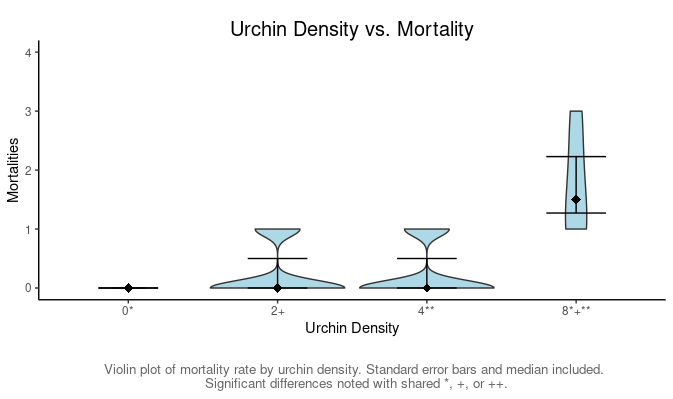 Urchin Density vs. Mortality
4
3
2
1
0
Mortalities
0*
2+
4**
8*+**
Urchin Density
Violin plot of mortality rate by urchin density. Standard error bars and median included.
Significant differences noted with shared *, +, or ++.